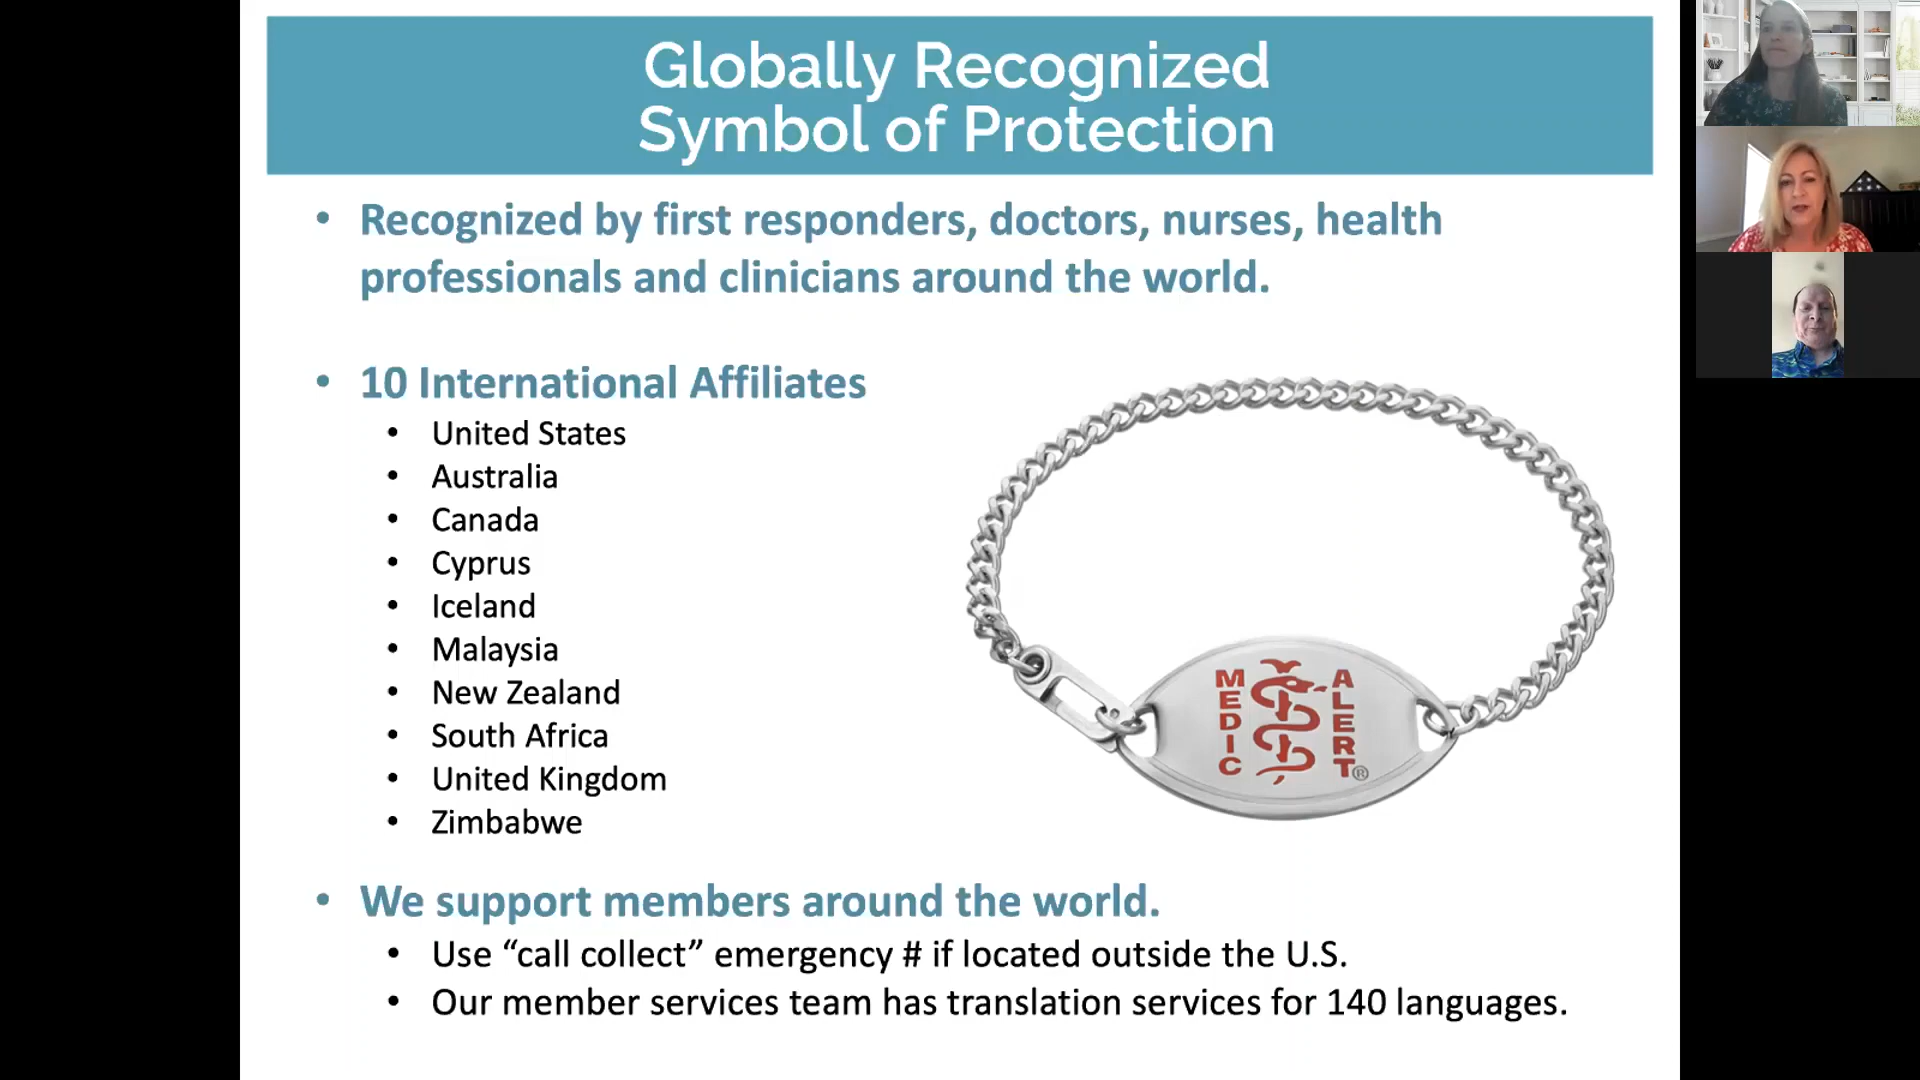 Globally Recognized
Symbol of Protection
• Recognized by first responders, doctors, nurses, health
professionals and clinicians around the world.
• 10 International Affiliates
• United States
• Australia
• Canada
• Cyprus
• Iceland
• Malaysia
• New Zealand
• South Africa
• United Kingdom
• Zimbabwe
MEDIC ALERT®
• We support members around the world.
• Use “call collect” emergency # if located outside the U.S.
• Our member services team has translation services for 140 languages.